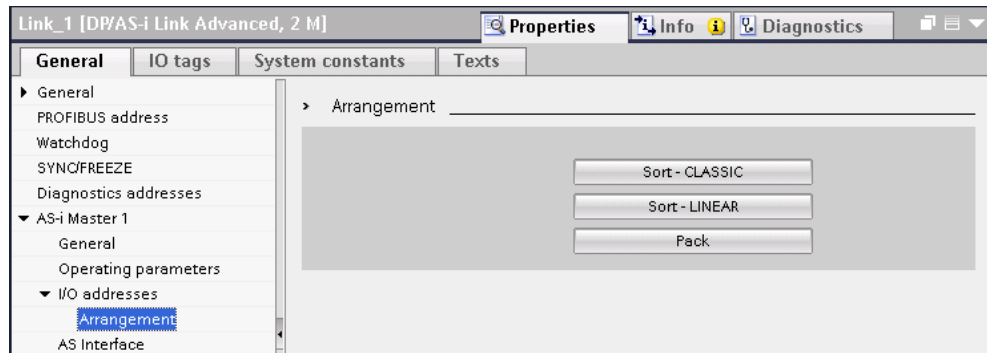 Link_1 [DP/AS-i Link Advanced, 2 M]
Properties
Info
Diagnostics
General
IO tags
System constants
Texts
General
PROFIBUS address
Watchdog
SYNC/FREEZE
Diagnostics addresses
AS-i Master 1
General
Operating parameters
I/O addresses
Arrangement
AS Interface
Arrangement
Sort - CLASSIC
Sort - LINEAR
Pack